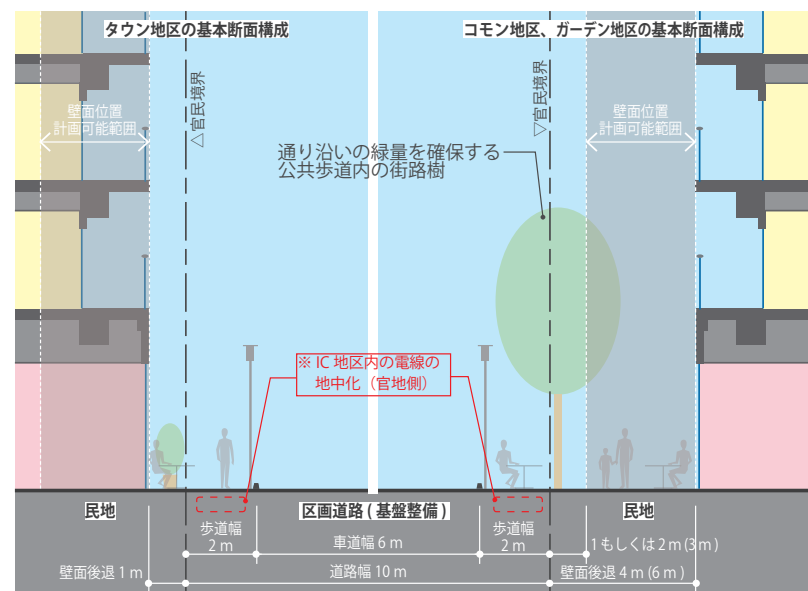 タウン地区の基本断面構成
コモン地区、ガーデン地区の基本断面構成
壁面位置
計画可能範囲
△官民境界
▽官民境界
壁面位置
計画可能範囲
通り沿いの緑量を確保する
公共歩道内の街路樹
※ IC 地区内の電線の
地中化（官地側）
民地
区画道路 ( 基盤整備 )
民地
歩道幅
2 m
車道幅 6 m
歩道幅
2 m
1 もしくは 2 m (3 m )
壁面後退 1 m
道路幅 10 m
壁面後退 4 m (6 m )